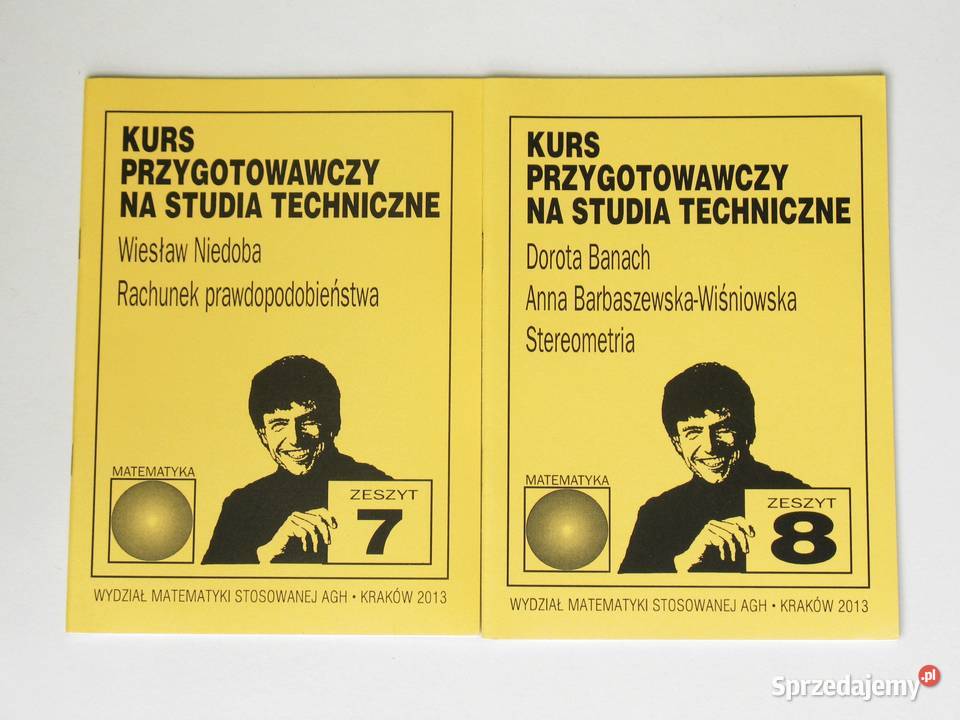 KURS
PRZYGOTOWAWCZY
NA STUDIA TECHNICZNE
Wiesław Niedoba
Rachunek prawdopodobieństwa
MATEMATYKA
ZESZYT
7
WYDZIAŁ MATEMATYKI STOSOWANEJ AGH • KRAKÓW 2013
KURS
PRZYGOTOWAWCZY
NA STUDIA TECHNICZNE
Dorota Banach
Anna Barbaszewska-Wiśniowska
Stereometria
MATEMATYKA
ZESZYT
8
WYDZIAŁ MATEMATYKI STOSOWANEJ AGH • KRAKÓW 2013
Sprzedajemy.pl